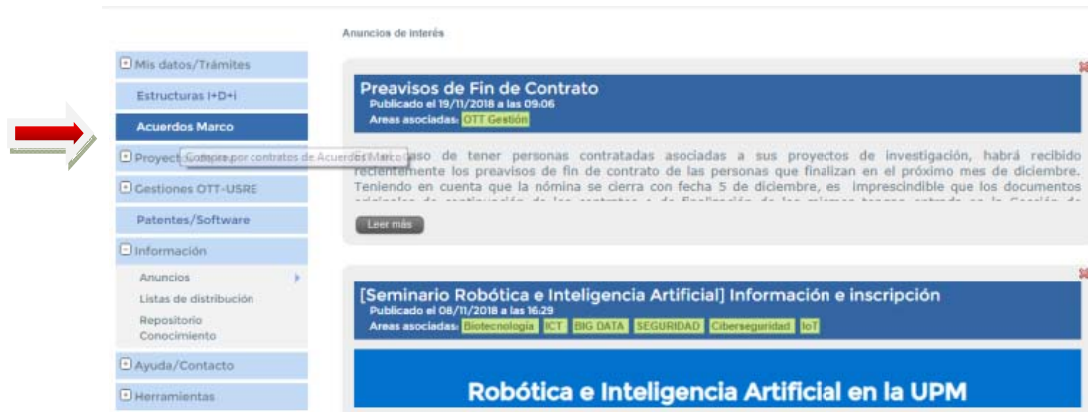 Anuncios de interés
Mis datos/Trámites
Estructuras I+D+i
Acuerdos Marco
Compra por contratos de Acuerdos Marco
Gestiones OTT-USRE
Patentes/Software
Información
Anuncios
Listas de distribución
Repositorio
Conocimiento
Ayuda/Contacto
Herramientas
Preavisos de Fin de Contrato
Publicado el 19/11/2018 a las 09:06
Areas asociadas: OTT Gestión
caso de tener personas contratadas asociadas a sus proyectos de investigación, habrá recibido
recientemente los preavisos de fin de contrato de las personas que finalizan en el próximo mes de diciembre.
Teniendo en cuenta que la nómina se cierra con fecha 5 de diciembre, es imprescindible que los documentos
Leer más
[Seminario Robótica e Inteligencia Artificial] Información e inscripción
Publicado el 08/11/2018 a las 16:29
Areas asociadas: Biotecnología ICT BIG DATA SEGURIDAD Ciberseguridad IoT
Robótica e Inteligencia Artificial en la UPM